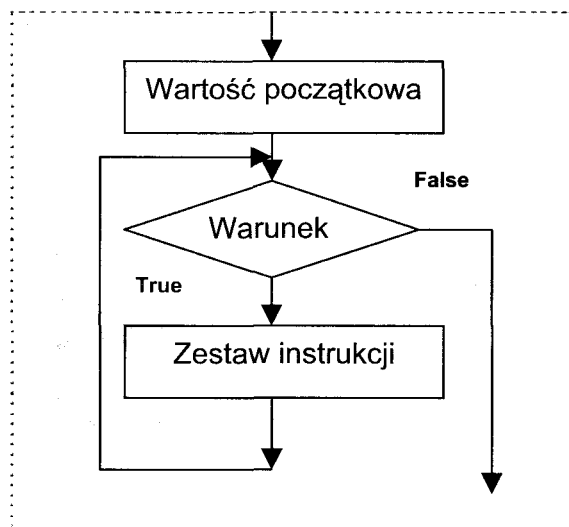 Wartość początkowa
False
Warunek
True
Zestaw instrukcji